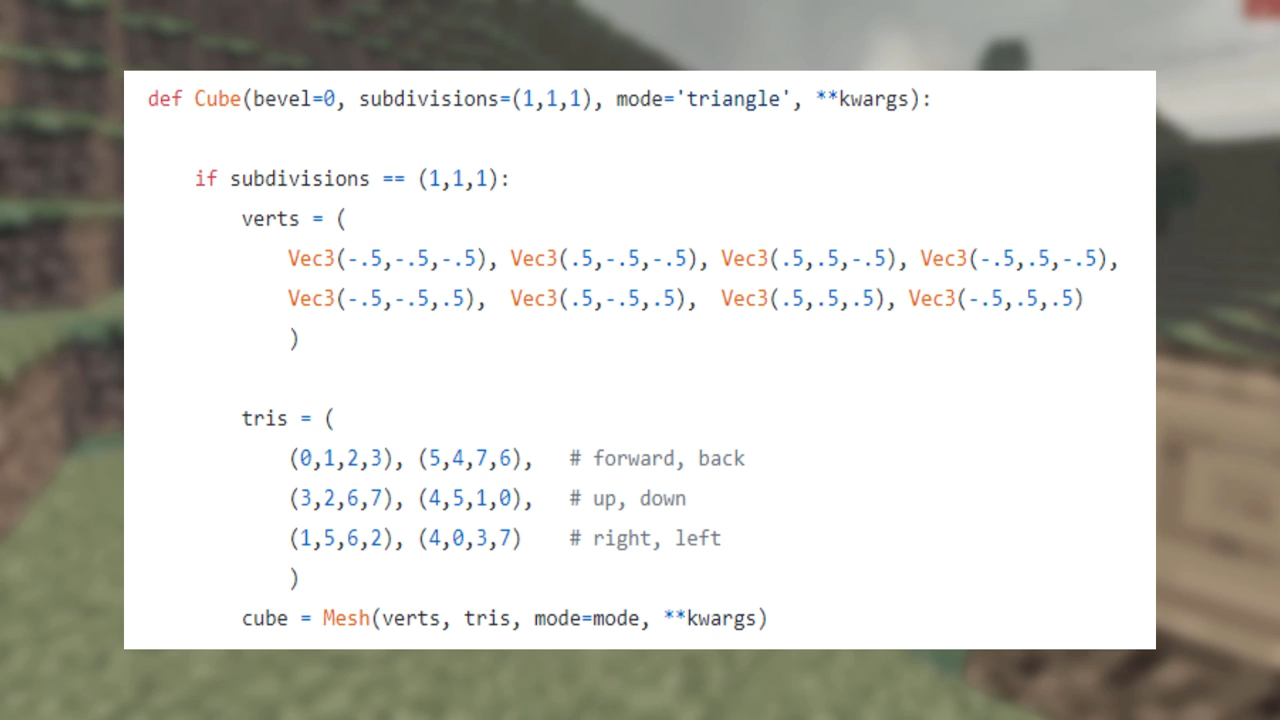 def Cube(bevel=0, subdivisions=(1,1,1), mode='triangle', **kwargs):
if subdivisions == (1,1,1):
verts = (
Vec3(-.5,-.5,-.5), Vec3(.5,-.5,-.5), Vec3(.5,.5,-.5), Vec3(-.5,.5,-.5),
Vec3(-.5,-.5,.5), Vec3(.5,-.5,.5), Vec3(.5,.5,.5), Vec3(-.5,.5,.5)
)
tris = (
(0,1,2,3), (5,4,7,6), # forward, back
(3,2,6,7), (4,5,1,0), # up, down
(1,5,6,2), (4,0,3,7) # right, left
)
cube = Mesh(verts, tris, mode=mode, **kwargs)